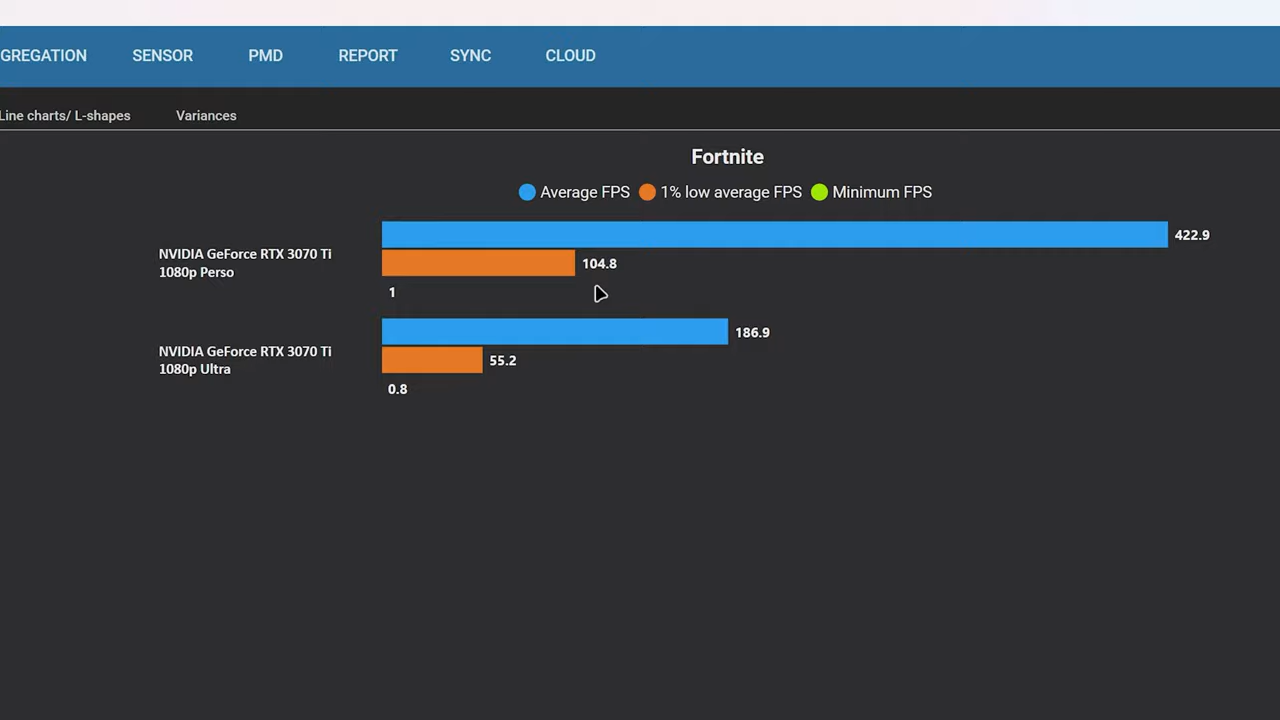 GREGATION SENSOR PMD REPORT SYNC CLOUD
Line charts/ L-shapes Variances
Fortnite
Average FPS 1% low average FPS Minimum FPS
NVIDIA GeForce RTX 3070 Ti
1080p Perso
422.9
104.8
1
NVIDIA GeForce RTX 3070 Ti
1080p Ultra
186.9
55.2
0.8